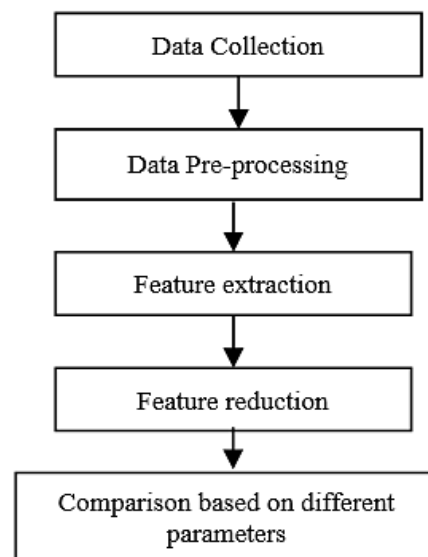 Data Collection
Data Pre-processing
Feature extraction
Feature reduction
Comparison based on different
parameters